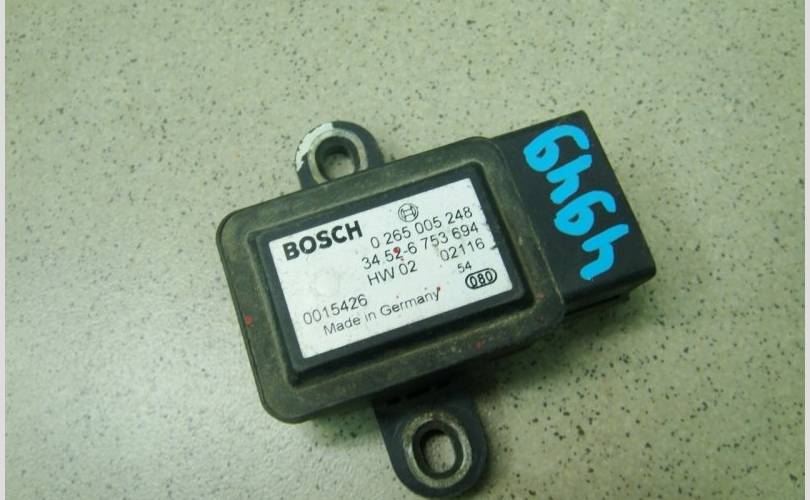 BOSCH 0 265 005 248
34.52-6 753 694
HW 02 02116
54
0015426 080
Made in Germany
4949